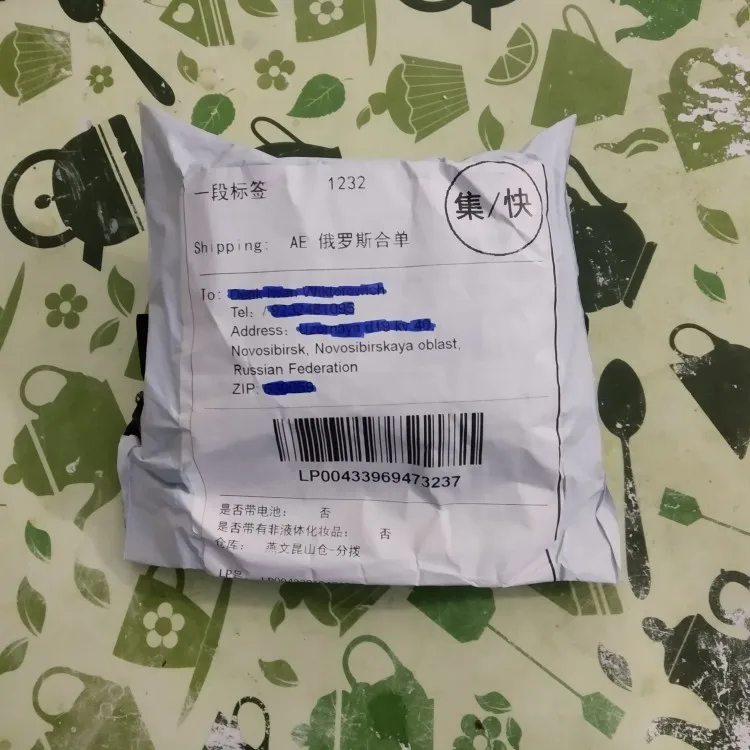 一段标签 1232
集/快
Shipping: AE 俄罗斯合单
To:
Tel:
Address:
Novosibirsk, Novosibirskaya oblast,
Russian Federation
ZIP:
LP00433969473237
是否带电池: 否
是否带有非液体化妆品: 否
仓库: 燕文昆山仓-分拨